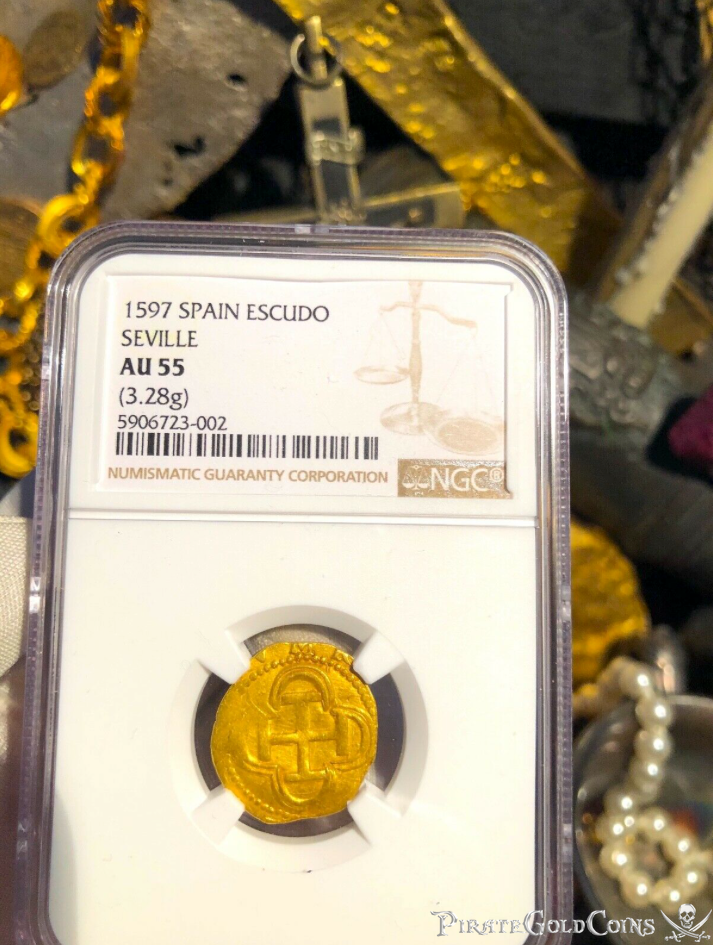 1597 SPAIN ESCUDO
SEVILLE
AU 55
(3.28g)
5906723-002
NUMISMATIC GUARANTY CORPORATION
NGC®
PIRATEGOLDCOINS